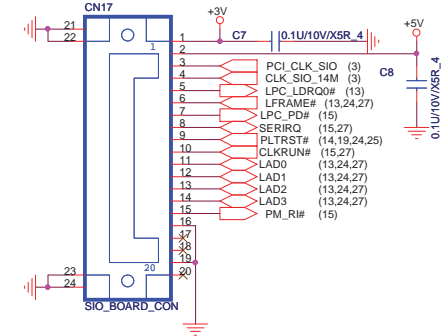 CN17
+3V
+5V
21
22
1
1
C7
0.1U/10V/X5R_4
2
3
PCI_CLK_SIO (3)
4
CLK_SIO_14M (3)
C8
0.1U/10V/X5R_4
5
LPC_LDRQ0# (13)
6
LFRAME# (13,24,27)
7
LPC_PD# (15)
8
SERIRQ (15,27)
9
PLTRST# (14,19,24,25)
10
CLKRUN# (15,27)
11
LAD0 (13,24,27)
12
LAD1 (13,24,27)
13
LAD2 (13,24,27)
14
LAD3 (13,24,27)
15
PM_RI# (15)
16
17
18
19
20
20
23
24
SIO_BOARD_CON